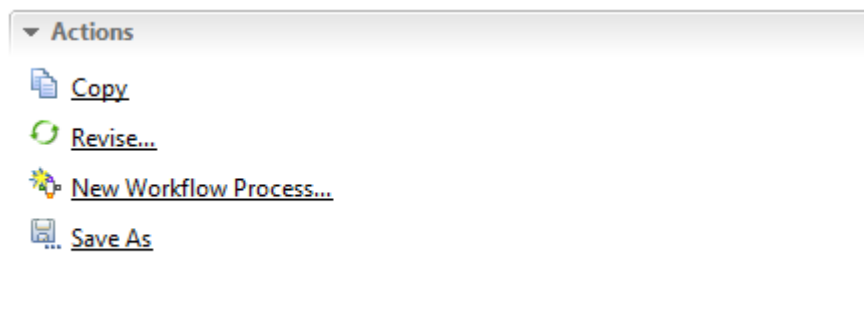 Actions
Copy
Revise...
New Workflow Process...
Save As